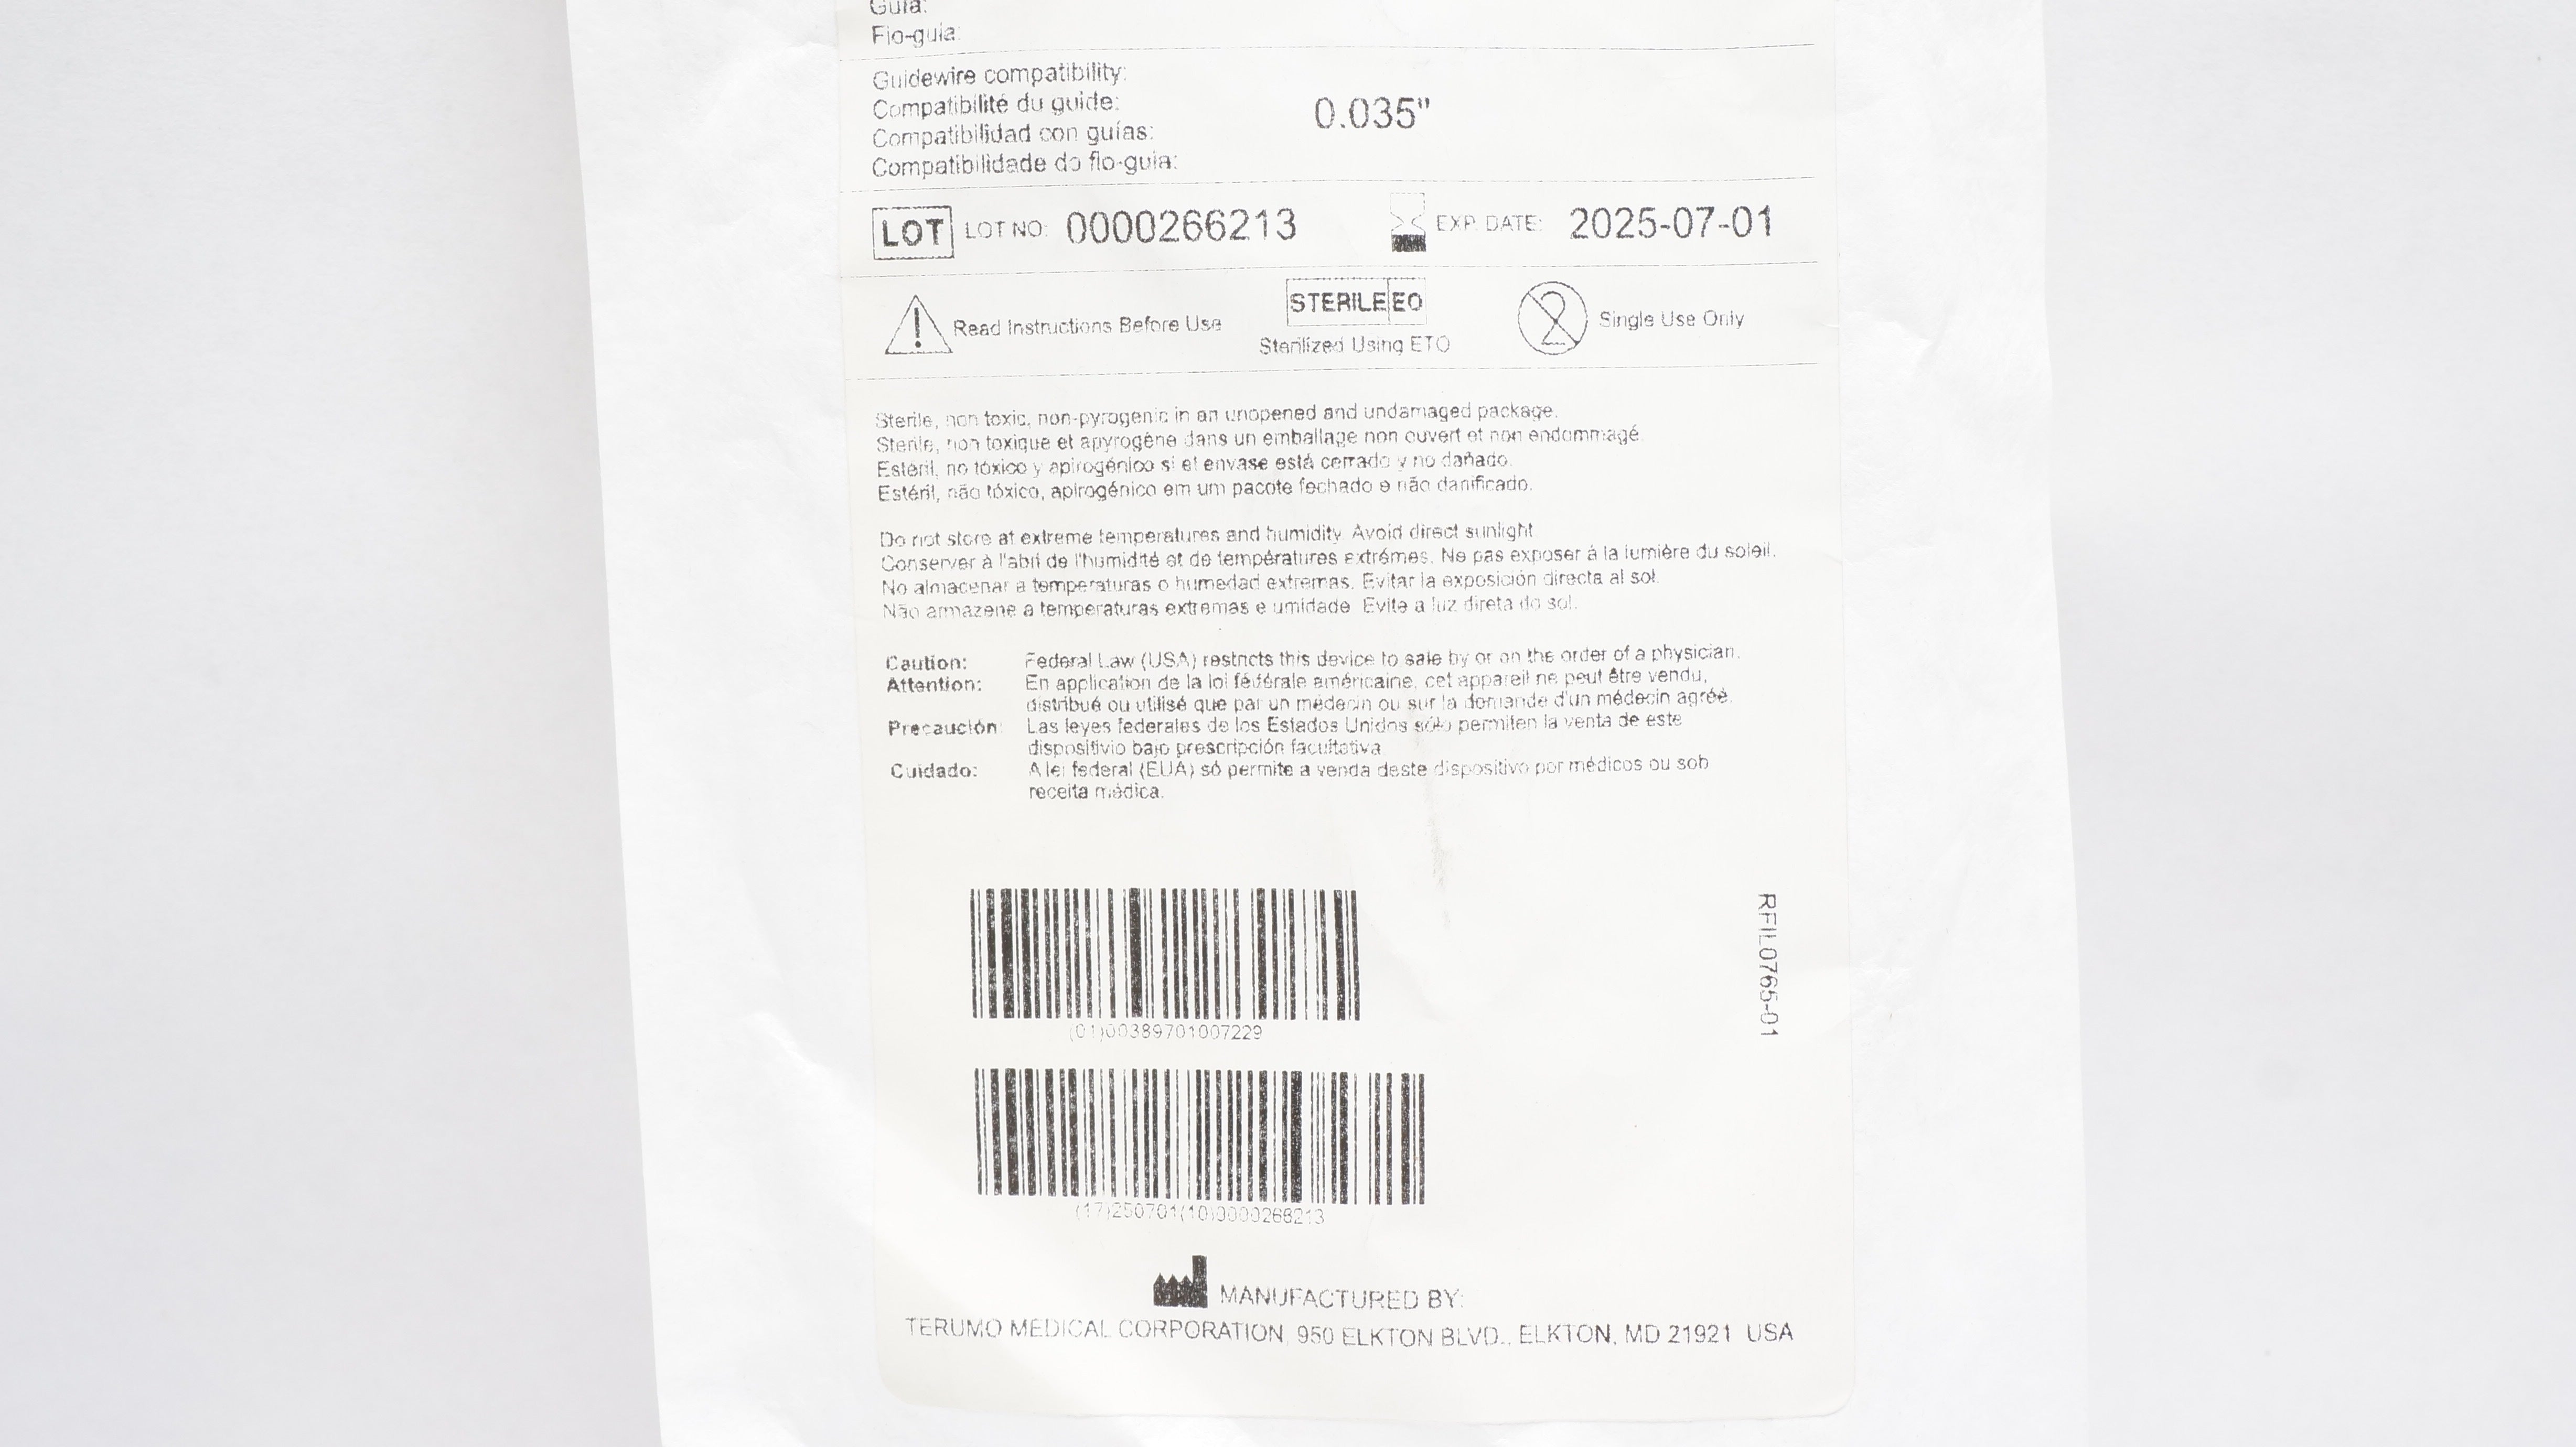 Guía:
Fio-guia:
Guidewire compatibility:
Compatibilité du guide:
Compatibilidad con guías:
Compatibilidade do fio-guia:
0.035"
LOT LOT NO: 0000266213 EXP. DATE: 2025-07-01
Read Instructions Before Use
STERILE EO
Sterilized Using ETO
2 Single Use Only
Sterile, non toxic, non-pyrogenic in an unopened and undamaged package.
Sterile, non toxique et apyrogène dans un emballage non ouvert et non endommagé.
Estéril, no tóxico y apirogénico si el envase está cerrado y no dañado.
Estéril, não tóxico, apirogénico em um pacote fechado e não danificado.
Do not store at extreme temperatures and humidity. Avoid direct sunlight.
Conserver à l'abri de l'humidité et de températures extrémes. Ne pas exposer à la lumière du soleil.
No almacenar a temperaturas o humedad extremas. Evitar la exposición directa al sol.
Não armazene a temperaturas extremas e umidade. Evite a luz direta do sol.
Caution: Federal Law (USA) restricts this device to sale by or on the order of a physician.
Attention: En application de la loi fédérale américaine, cet appareil ne peut être vendu,
distribué ou utilisé que par un médecin ou sur la demande d'un médecin agréé.
Precaución: Las leyes federales de los Estados Unidos sólo permiten la venta de este
dispositivio bajo prescripción facultativa.
Cuidado: A lei federal (EUA) só permite a venda deste dispositivo por médicos ou sob
receita médica.
(01)00389701007229
RFIL0765-01
(17)250701(10)0000266213
MANUFACTURED BY:
TERUMO MEDICAL CORPORATION, 950 ELKTON BLVD., ELKTON, MD 21921 USA